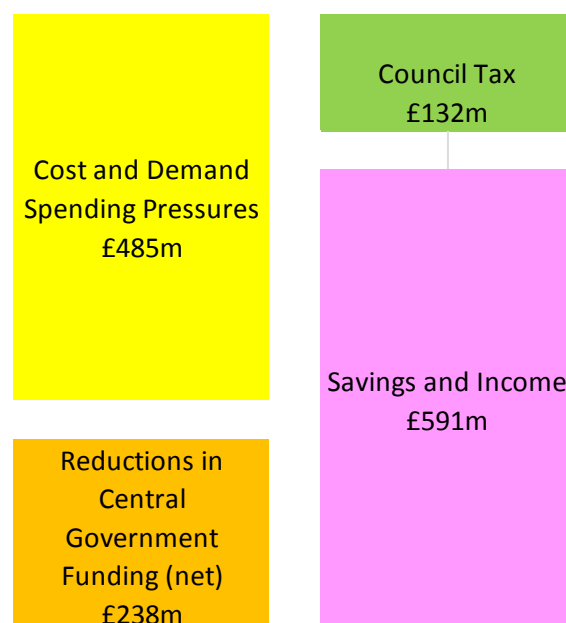 Cost and Demand
Spending Pressures
£485m
Reductions in
Central
Government
Funding (net)
£238m
Council Tax
£132m
Savings and Income
£591m